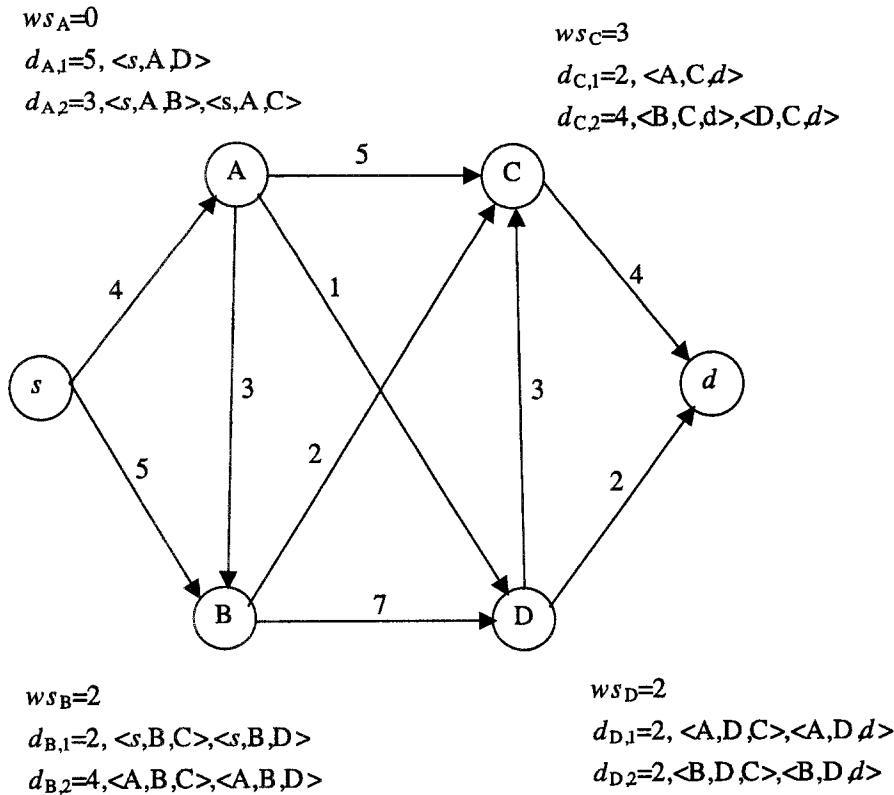 ws_A=0
d_A,1=5, <s,A,D>
d_A,2=3,<s,A,B>,<s,A,C>
ws_C=3
d_C,1=2, <A,C,d>
d_C,2=4,<B,C,d>,<D,C,d>
A
5
C
4
1
4
s
3
3
d
5
2
2
B
7
D
ws_B=2
d_B,1=2, <s,B,C>,<s,B,D>
d_B,2=4,<A,B,C>,<A,B,D>
ws_D=2
d_D,1=2, <A,D,C>,<A,D,d>
d_D,2=2,<B,D,C>,<B,D,d>